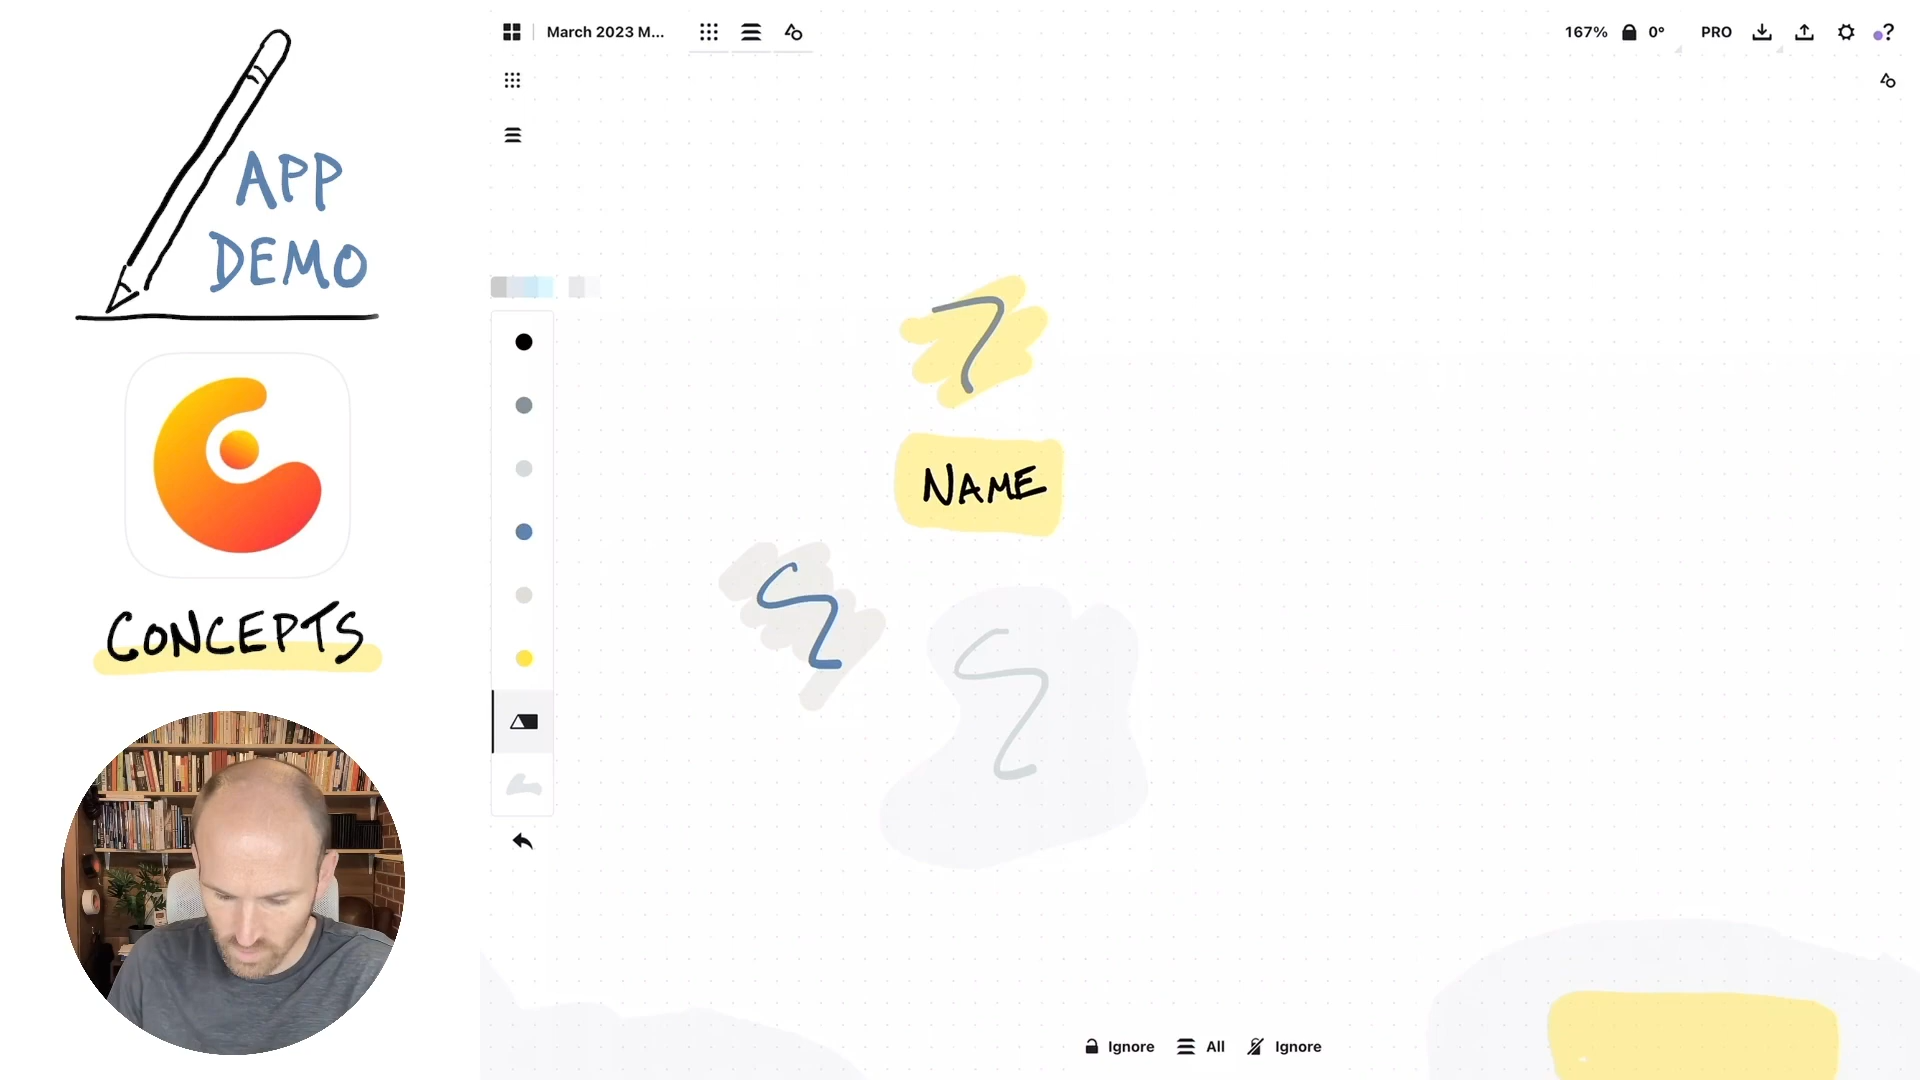 APP
DEMO
CONCEPTS
March 2023 M...
167%
0°
PRO
?
NAME
Ignore
All
Ignore